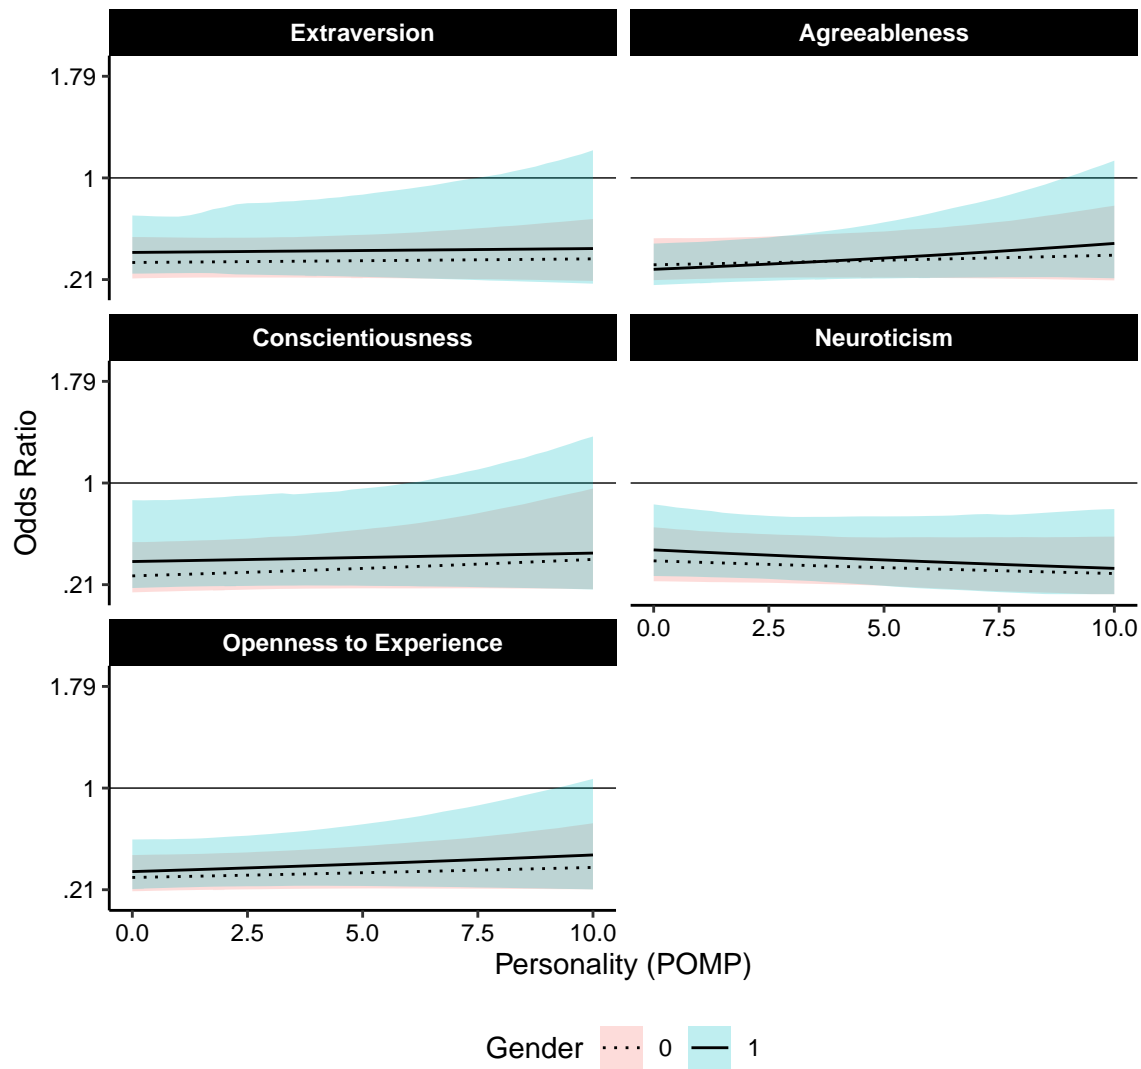 Extraversion
Agreeableness
1.79
1
.21
Conscientiousness
Neuroticism
1.79
1
.21
0.0 2.5 5.0 7.5 10.0
Openness to Experience
1.79
1
.21
0.0 2.5 5.0 7.5 10.0
Odds Ratio
Personality (POMP)
Gender 0 1